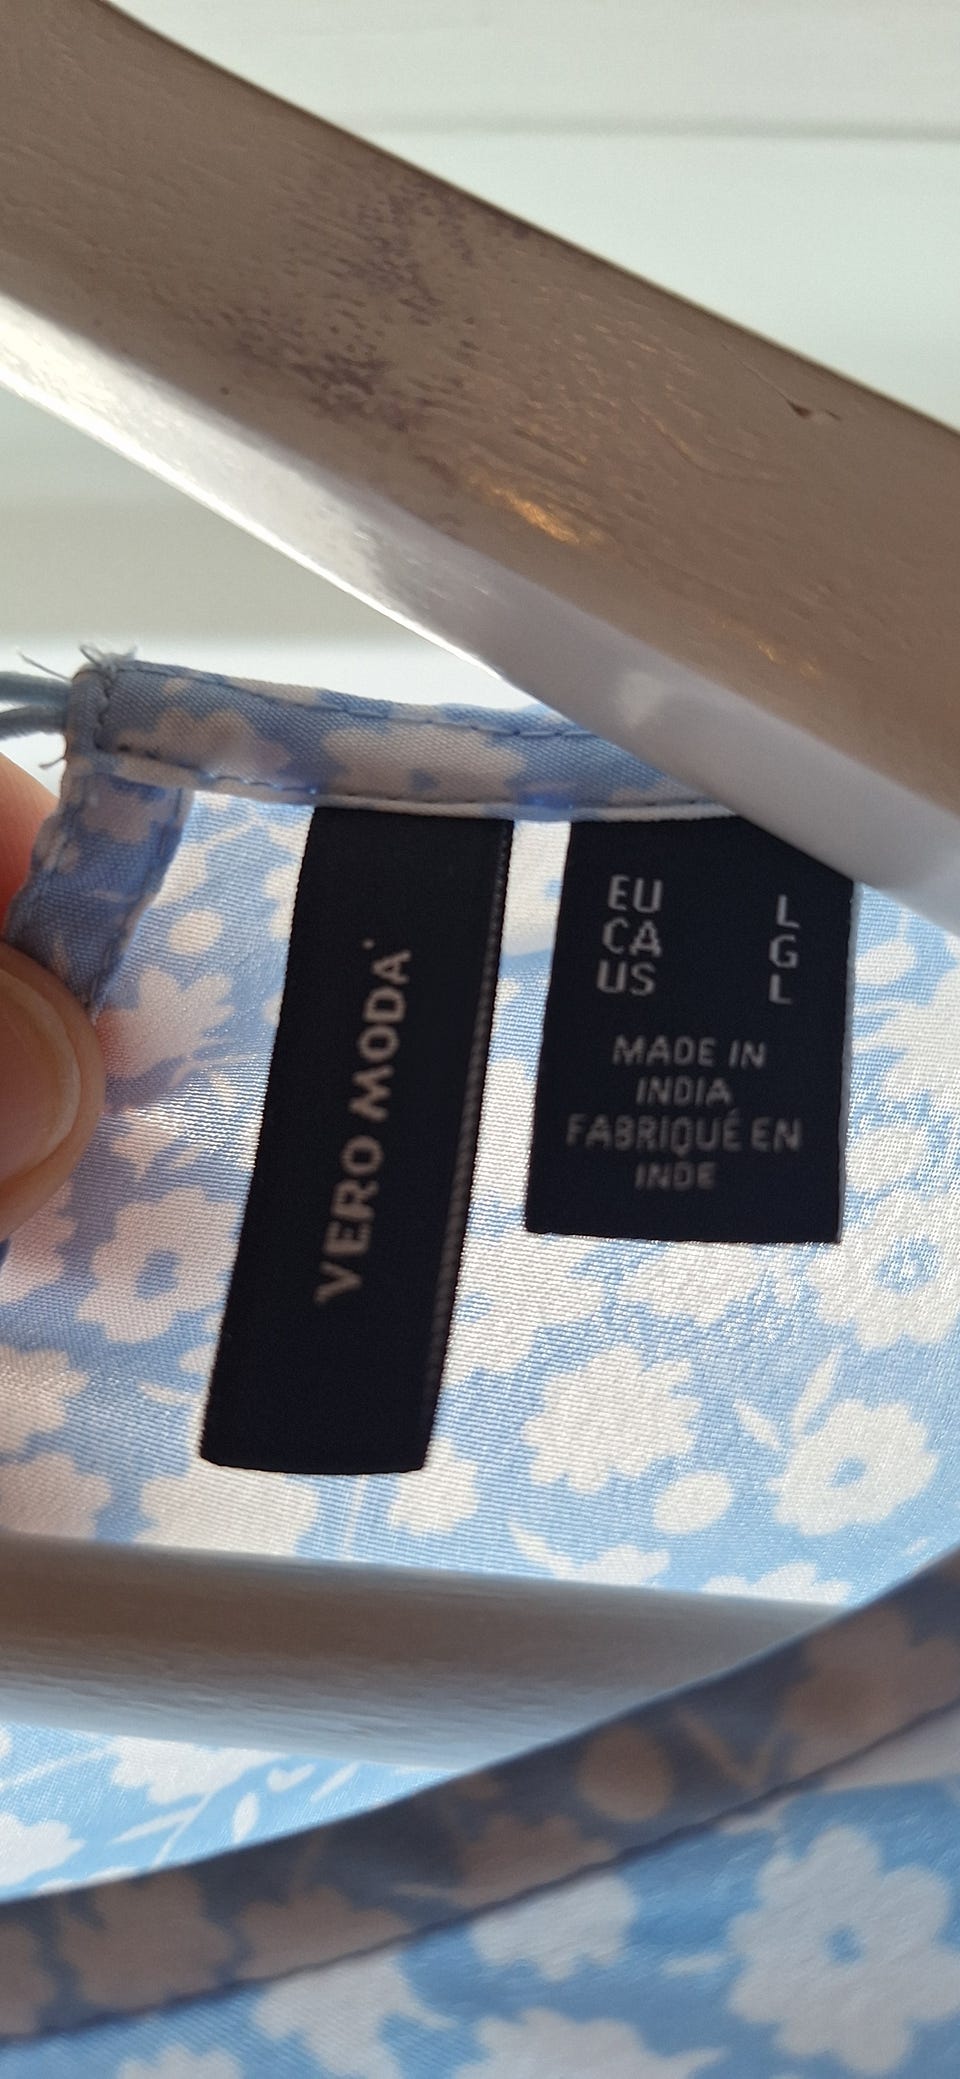 VERO MODA
EU L
CA G
US L
MADE IN
INDIA
FABRIQUÉ EN
INDE